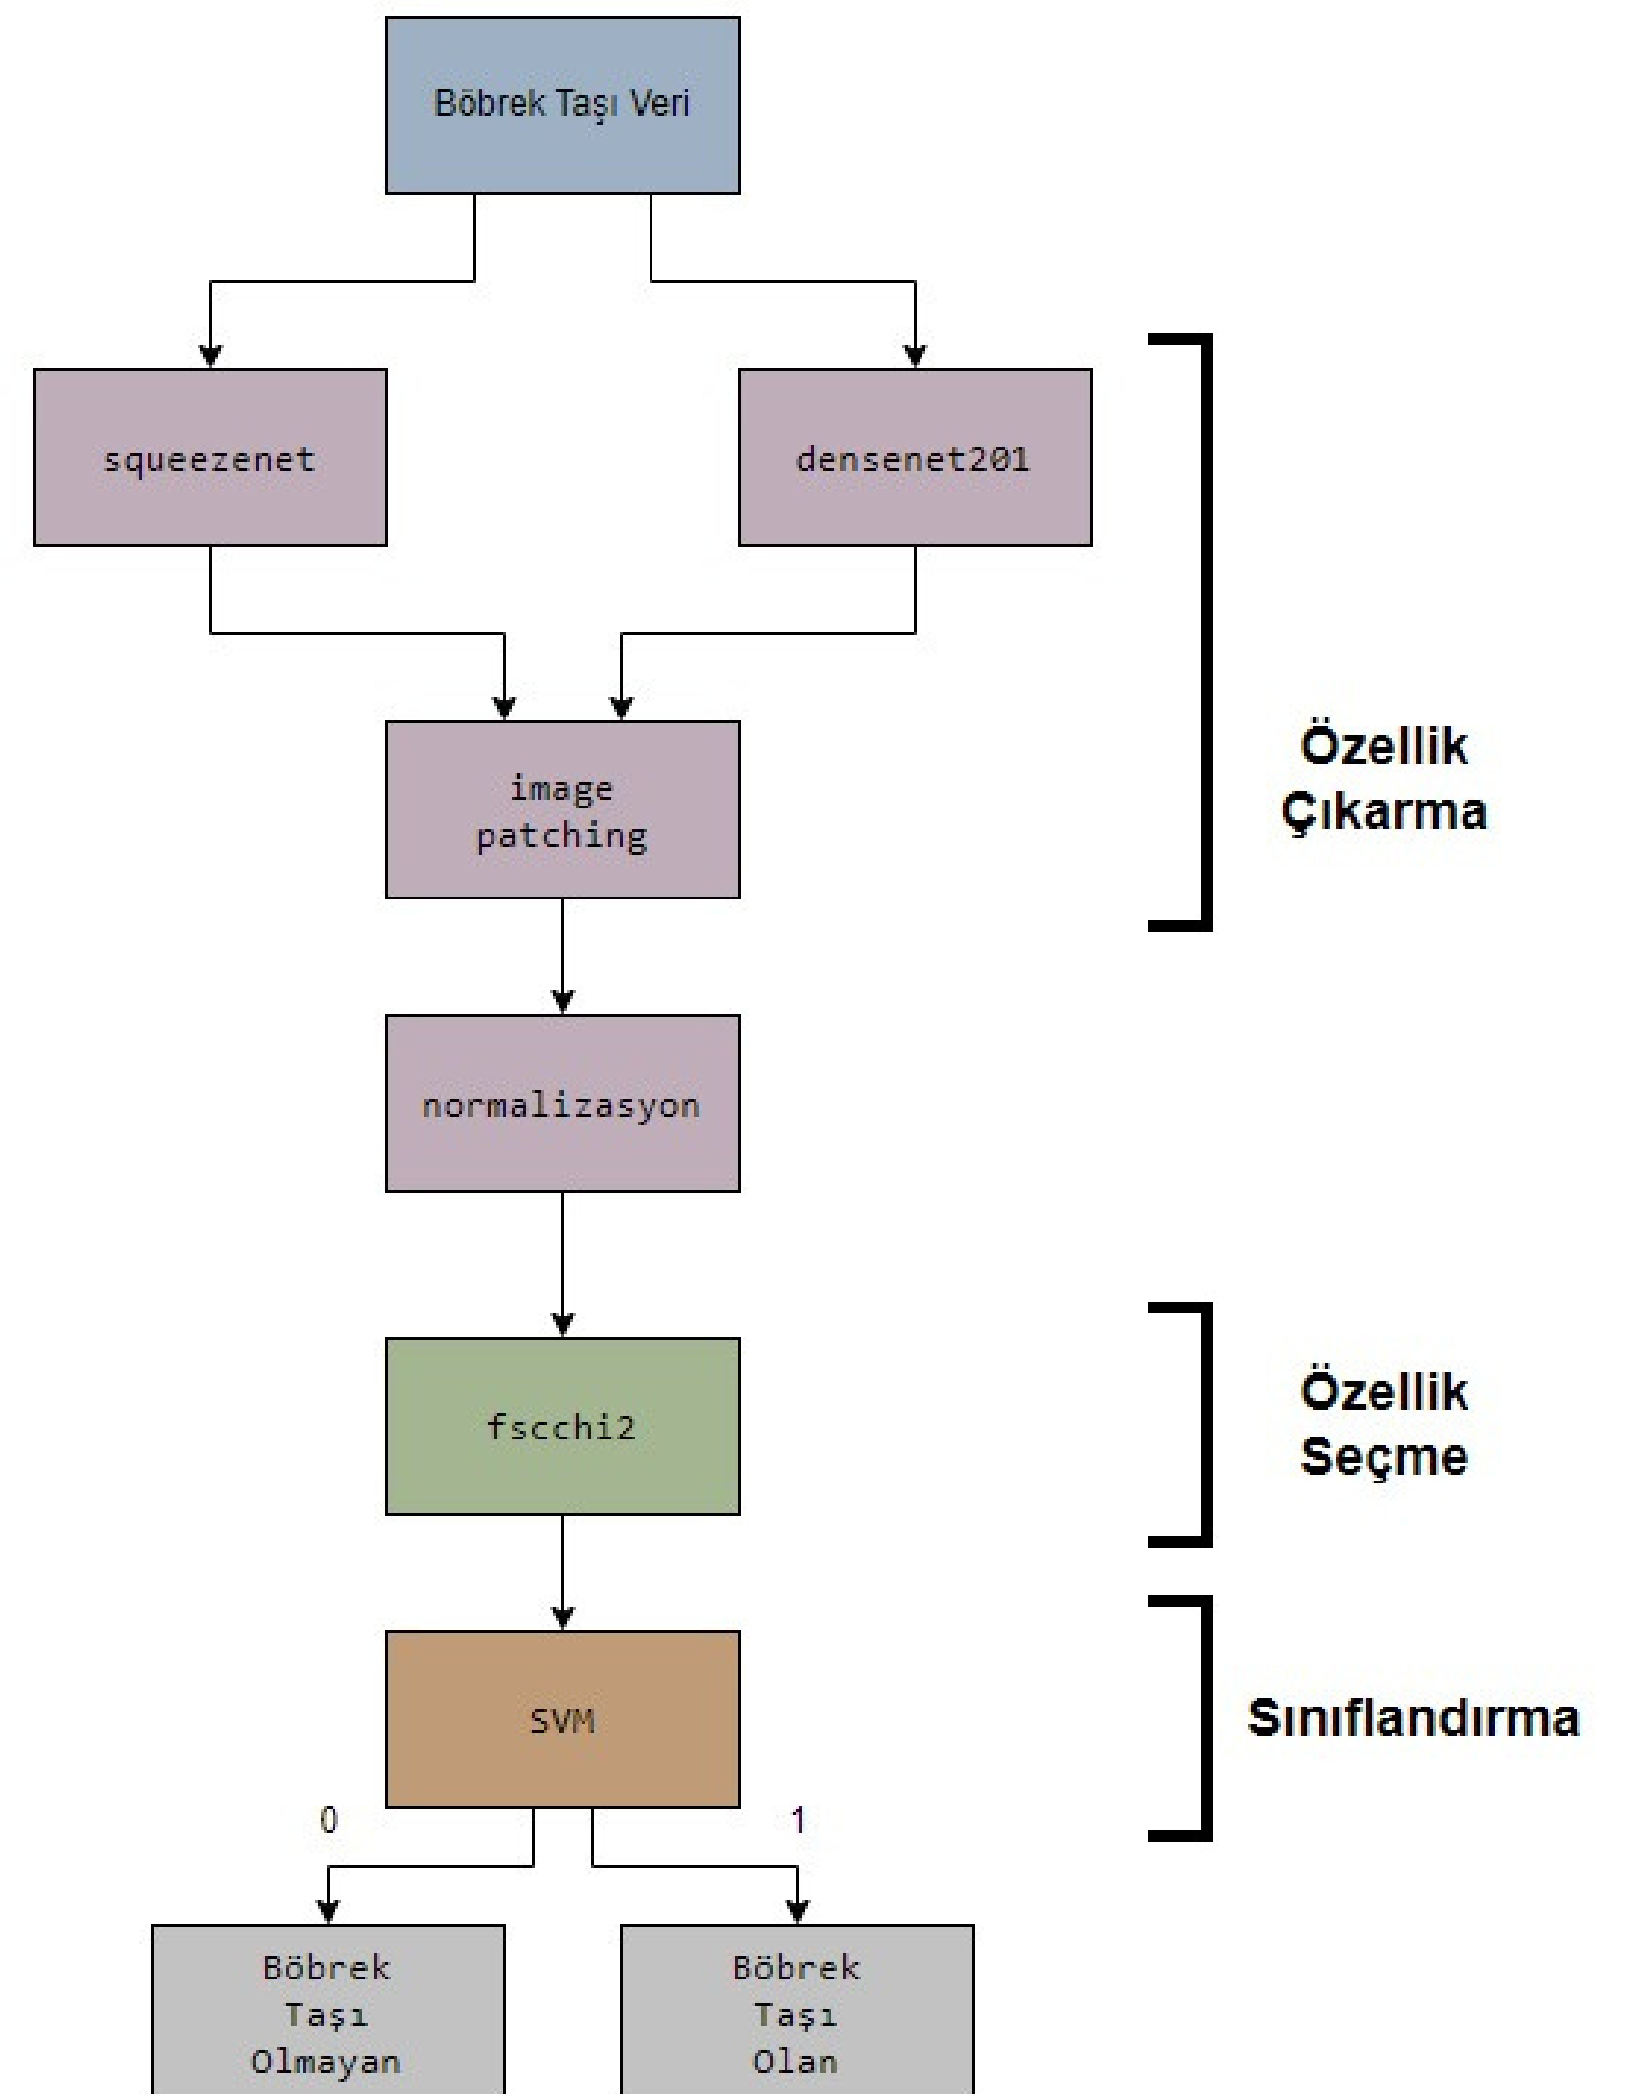 Böbrek Taşı Veri
squeezenet
densenet201
image
patching
Özellik
Çıkarma
normalizasyon
fscchi2
Özellik
Seçme
SVM
Sınıflandırma
0
1
Böbrek
Taşı
Olmayan
Böbrek
Taşı
Olan